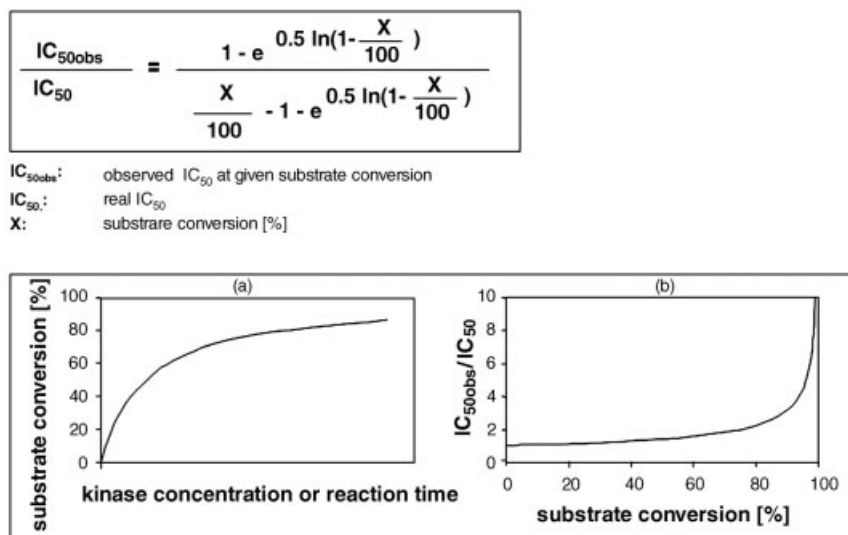 IC50obs / IC50 = (1 - e^0.5 ln(1- X/100 )) / (X/100 - 1 - e^0.5 ln(1- X/100 ))
IC50obs: observed IC50 at given substrate conversion
IC50.: real IC50
X: substrare conversion [%]
(a)
substrate conversion [%]
100
80
60
40
20
0
kinase concentration or reaction time
(b)
IC50obs/IC50
10
8
6
4
2
0
0 20 40 60 80 100
substrate conversion [%]